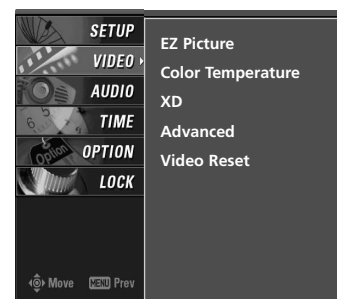 SETUP
VIDEO
AUDIO
TIME
OPTION
LOCK
EZ Picture
Color Temperature
XD
Advanced
Video Reset
Move MENU Prev